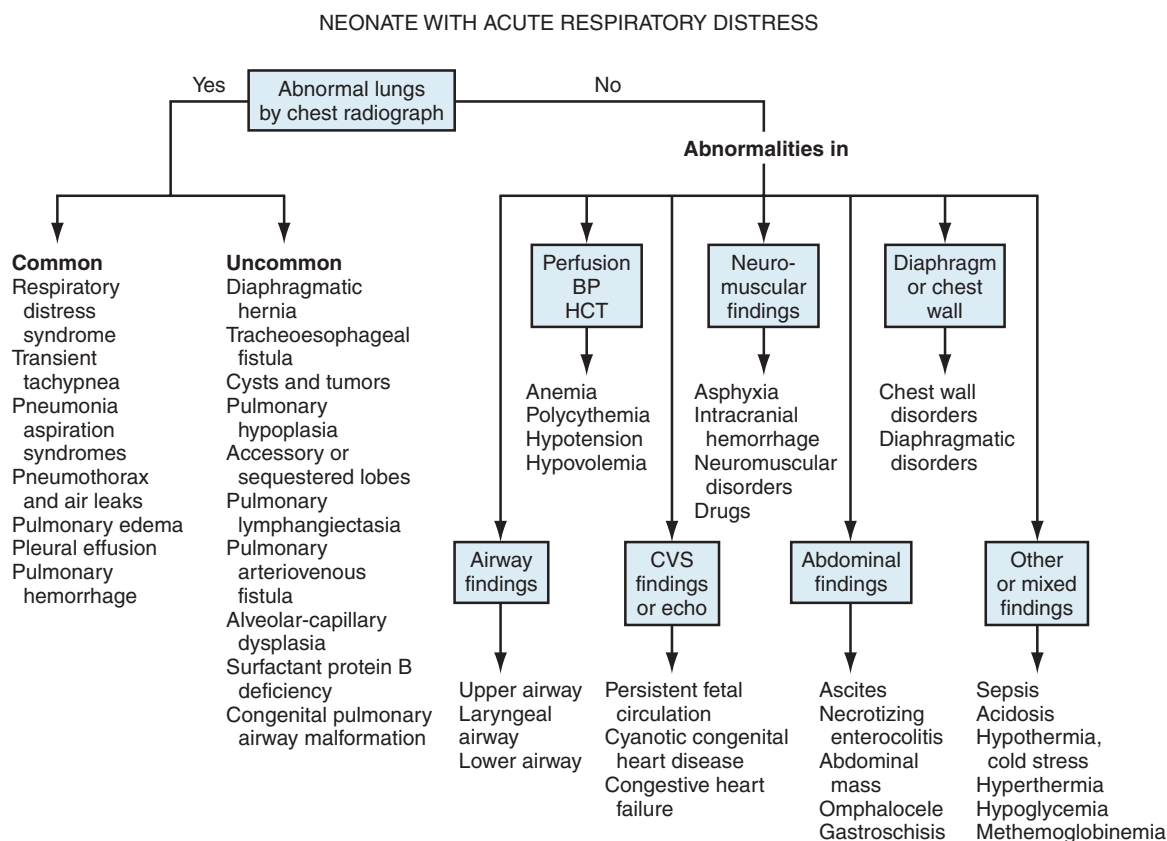 NEONATE WITH ACUTE RESPIRATORY DISTRESS
Yes
Abnormal lungs
by chest radiograph
No
Abnormalities in
Common
Respiratory
distress
syndrome
Transient
tachypnea
Pneumonia
aspiration
syndromes
Pneumothorax
and air leaks
Pulmonary edema
Pleural effusion
Pulmonary
hemorrhage
Uncommon
Diaphragmatic
hernia
Tracheoesophageal
fistula
Cysts and tumors
Pulmonary
hypoplasia
Accessory or
sequestered lobes
Pulmonary
lymphangiectasia
Pulmonary
arteriovenous
fistula
Alveolar-capillary
dysplasia
Surfactant protein B
deficiency
Congenital pulmonary
airway malformation
Perfusion
BP
HCT
Anemia
Polycythemia
Hypotension
Hypovolemia
Neuro-
muscular
findings
Asphyxia
Intracranial
hemorrhage
Neuromuscular
disorders
Drugs
Diaphragm
or chest
wall
Chest wall
disorders
Diaphragmatic
disorders
Airway
findings
Upper airway
Laryngeal
airway
Lower airway
CVS
findings
or echo
Persistent fetal
circulation
Cyanotic congenital
heart disease
Congestive heart
failure
Abdominal
findings
Ascites
Necrotizing
enterocolitis
Abdominal
mass
Omphalocele
Gastroschisis
Other
or mixed
findings
Sepsis
Acidosis
Hypothermia,
cold stress
Hyperthermia
Hypoglycemia
Methemoglobinemia